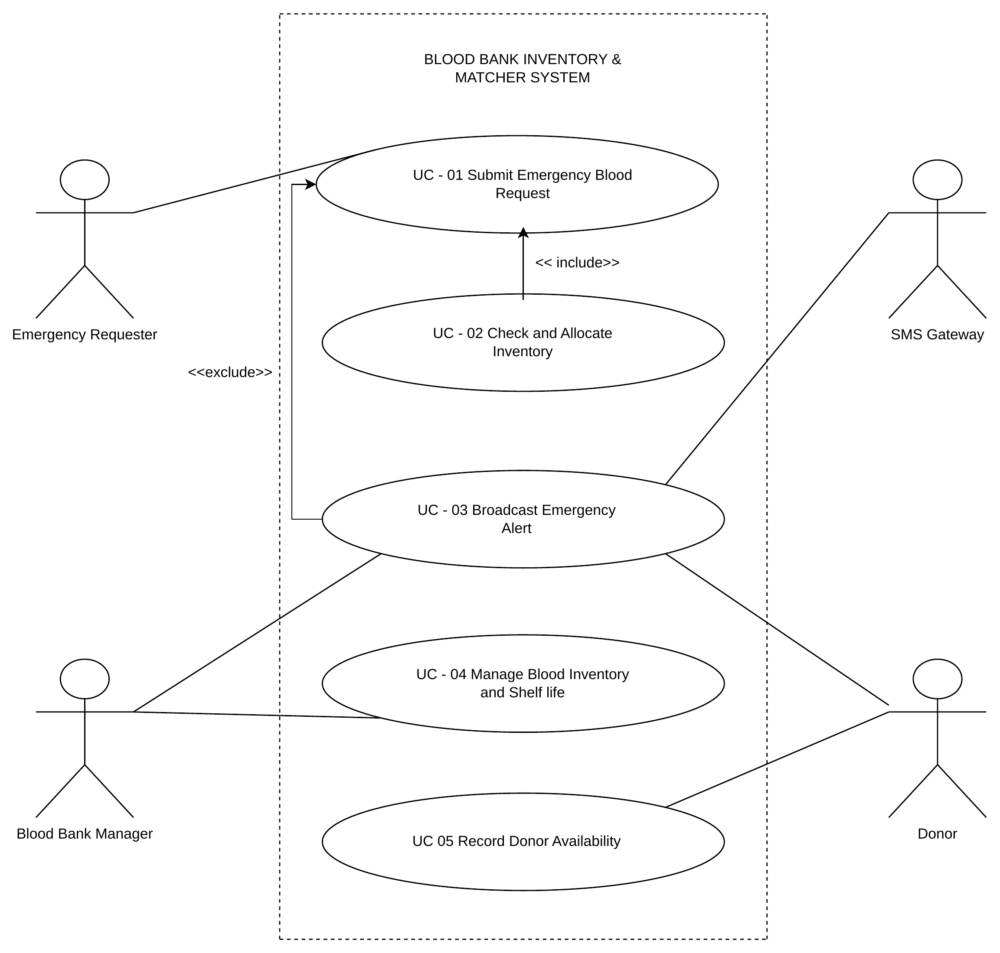 BLOOD BANK INVENTORY &
MATCHER SYSTEM
UC - 01 Submit Emergency Blood
Request
<< include>>
Emergency Requester
SMS Gateway
UC - 02 Check and Allocate
Inventory
<<exclude>>
UC - 03 Broadcast Emergency
Alert
UC - 04 Manage Blood Inventory
and Shelf life
Blood Bank Manager
UC 05 Record Donor Availability
Donor